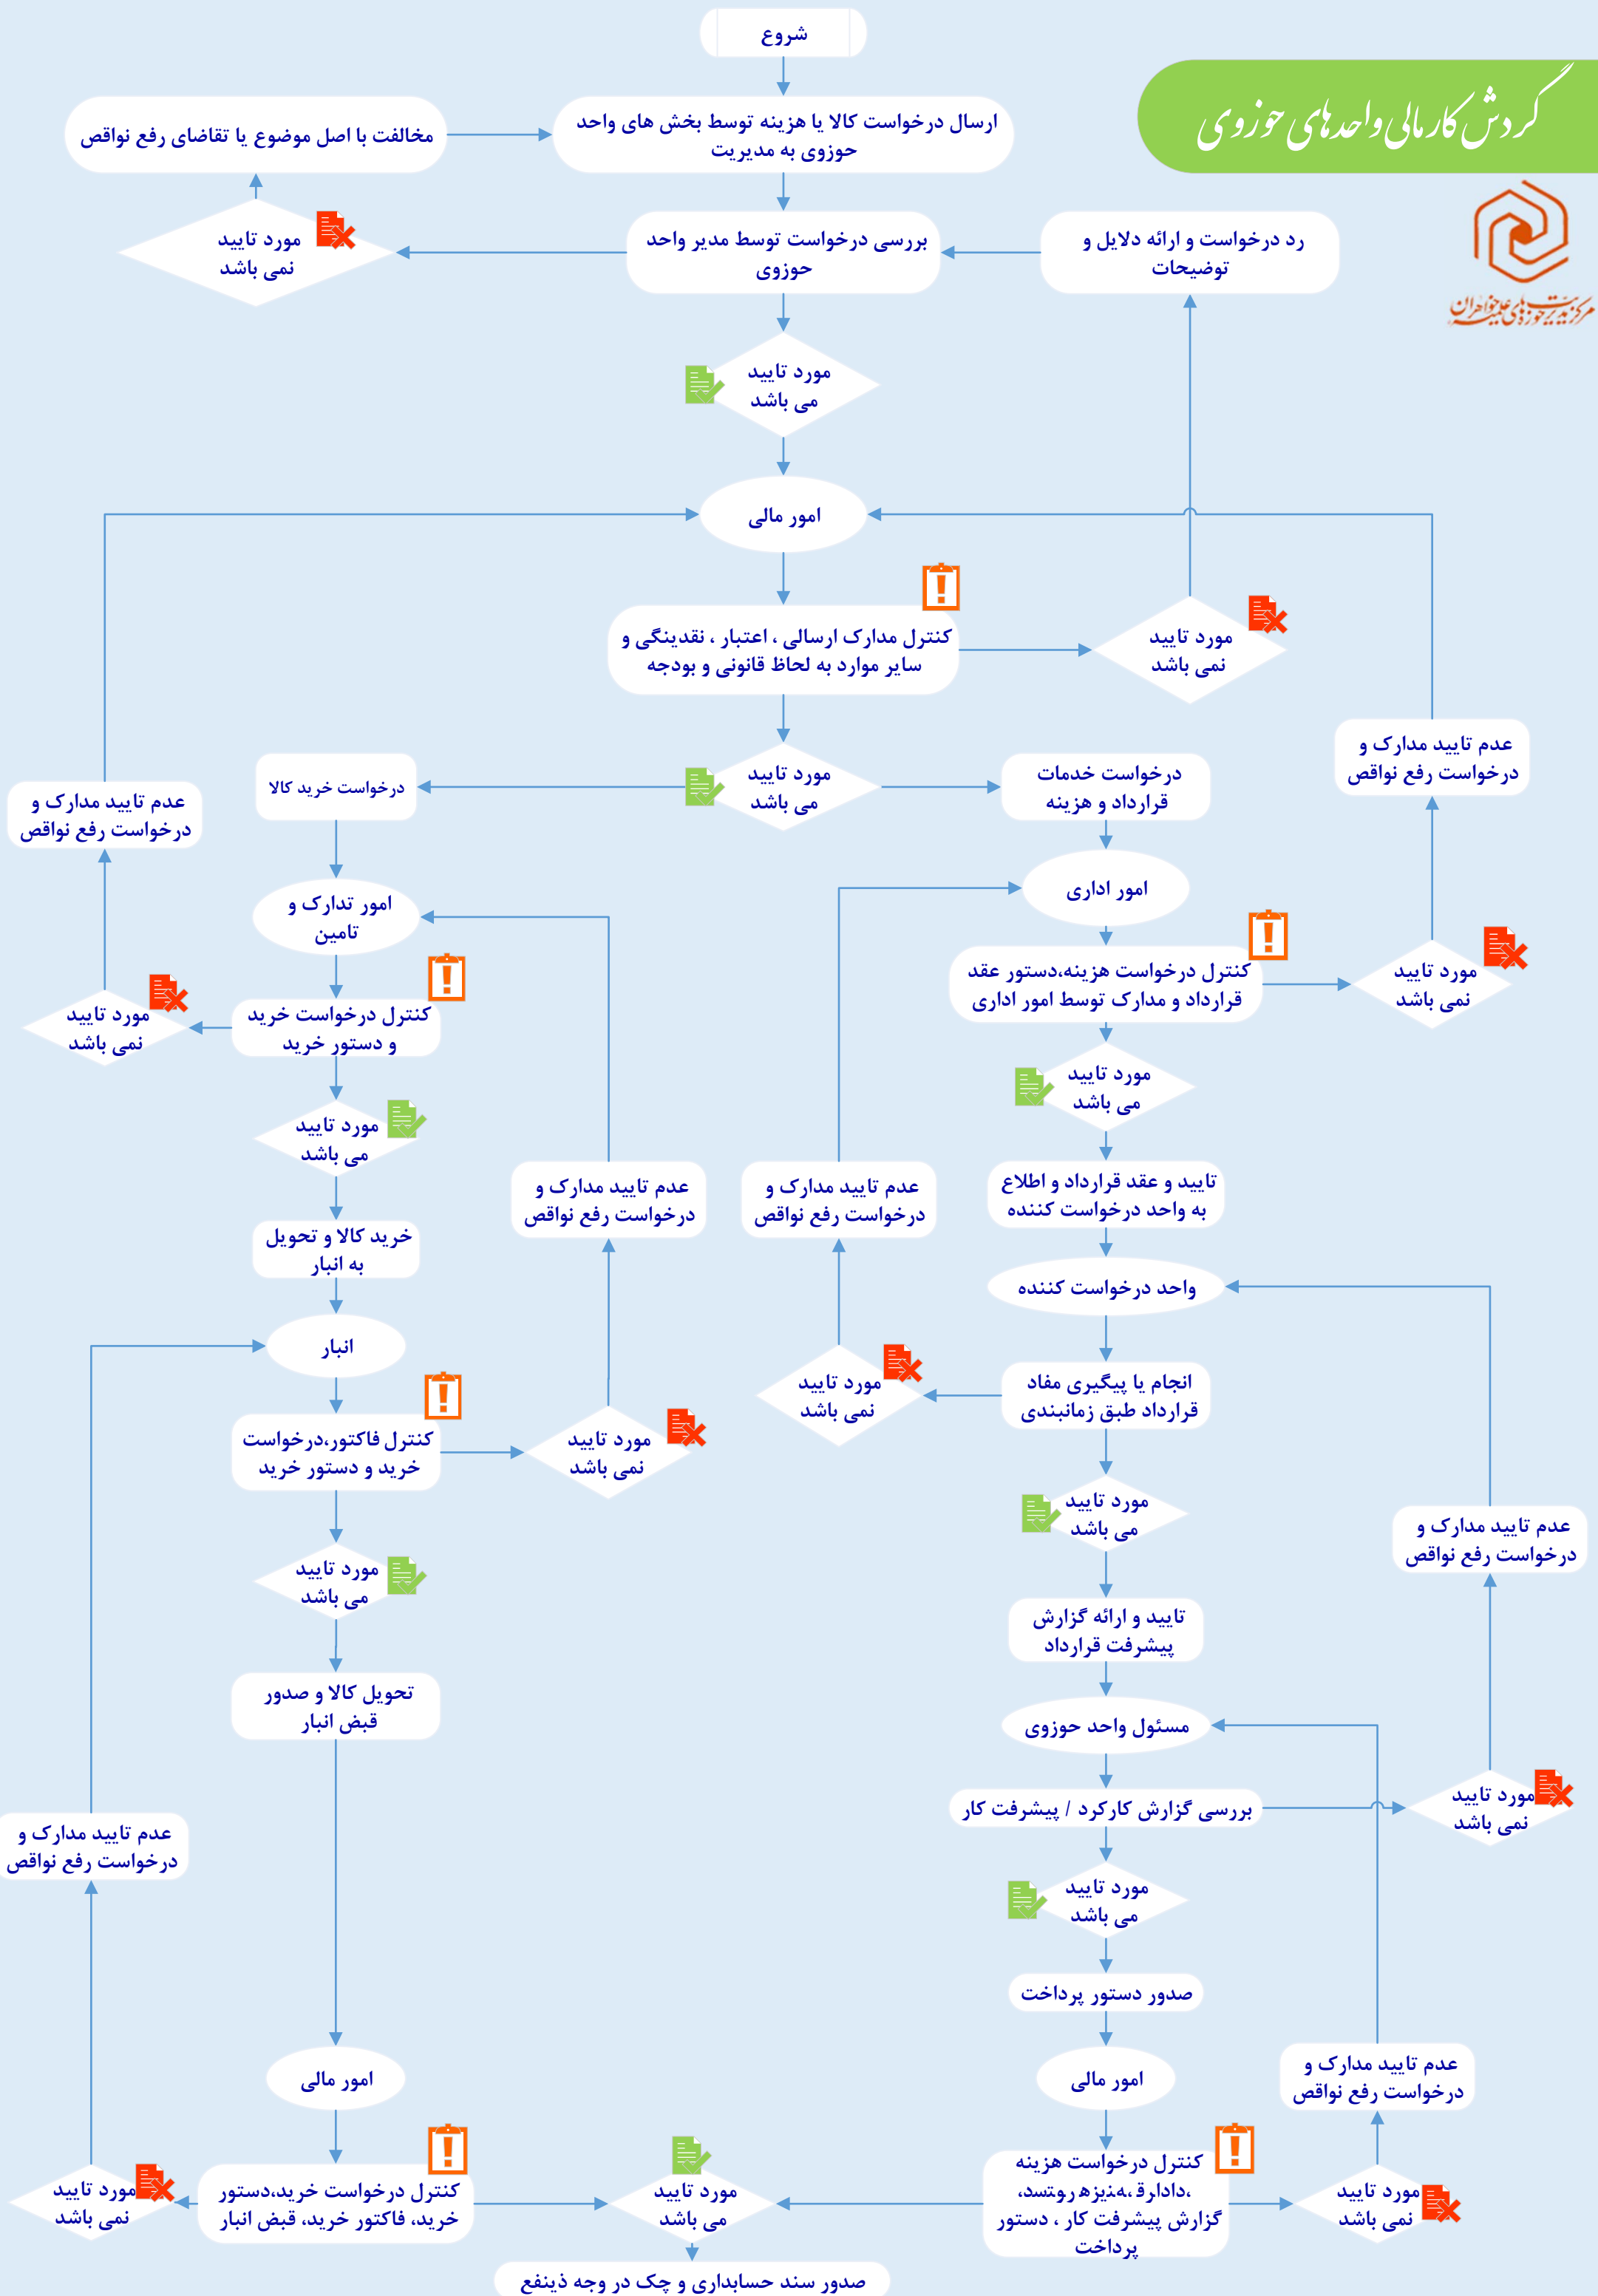 شروع
گردش کار مالی واحدهای حوزوی
مرکز مدیریت حوزه های علمیه خواهران
ارسال درخواست کالا یا هزینه توسط بخش های واحد
حوزوی به مدیریت
مخالفت با اصل موضوع یا تقاضای رفع نواقص
رد درخواست و ارائه دلایل و
توضیحات
بررسی درخواست توسط مدیر واحد
حوزوی
مورد تایید
نمی باشد
مورد تایید
می باشد
امور مالی
کنترل مدارک ارسالی ، اعتبار ، نقدینگی و
سایر موارد به لحاظ قانونی و بودجه
مورد تایید
نمی باشد
عدم تایید مدارک و
درخواست رفع نواقص
درخواست خدمات
قرارداد و هزینه
مورد تایید
می باشد
درخواست خرید کالا
عدم تایید مدارک و
درخواست رفع نواقص
امور اداری
امور تدارک و
تامین
کنترل درخواست هزینه،دستور عقد
قرارداد و مدارک توسط امور اداری
مورد تایید
نمی باشد
کنترل درخواست خرید
و دستور خرید
مورد تایید
نمی باشد
مورد تایید
می باشد
مورد تایید
می باشد
تایید و عقد قرارداد و اطلاع
به واحد درخواست کننده
عدم تایید مدارک و
درخواست رفع نواقص
عدم تایید مدارک و
درخواست رفع نواقص
خرید کالا و تحویل
به انبار
واحد درخواست کننده
انبار
انجام یا پیگیری مفاد
قرارداد طبق زمانبندی
مورد تایید
نمی باشد
مورد تایید
نمی باشد
کنترل فاکتور،درخواست
خرید و دستور خرید
مورد تایید
می باشد
عدم تایید مدارک و
درخواست رفع نواقص
مورد تایید
می باشد
تایید و ارائه گزارش
پیشرفت قرارداد
تحویل کالا و صدور
قبض انبار
مسئول واحد حوزوی
بررسی گزارش کارکرد / پیشرفت کار
مورد تایید
نمی باشد
عدم تایید مدارک و
درخواست رفع نواقص
مورد تایید
می باشد
صدور دستور پرداخت
امور مالی
عدم تایید مدارک و
درخواست رفع نواقص
امور مالی
کنترل درخواست هزینه
،دادارق ،هنیزه روتسد،
گزارش پیشرفت کار ، دستور
پرداخت
مورد تایید
نمی باشد
مورد تایید
می باشد
کنترل درخواست خرید،دستور
خرید، فاکتور خرید، قبض انبار
مورد تایید
نمی باشد
صدور سند حسابداری و چک در وجه ذینفع